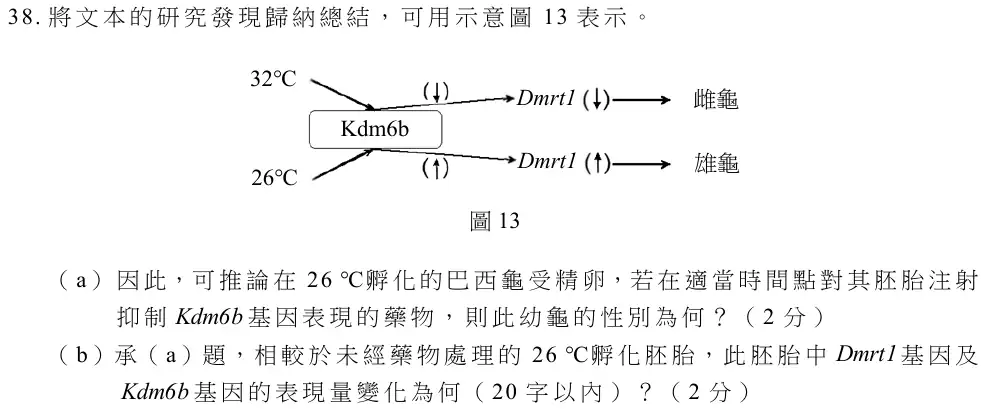 38. 將文本的研究發現歸納總結，可用示意圖 13 表示。
32℃
(↓)
Dmrt1 (↓)
雌龜
Kdm6b
26℃
(↑)
Dmrt1 (↑)
雄龜
圖 13
（a）因此，可推論在 26 ℃孵化的巴西龜受精卵，若在適當時間點對其胚胎注射
抑制 Kdm6b 基因表現的藥物，則此幼龜的性別為何？（2 分）
（b）承（a）題，相較於未經藥物處理的 26 ℃孵化胚胎，此胚胎中 Dmrt1 基因及
Kdm6b 基因的表現量變化為何（20 字以內）？（2 分）